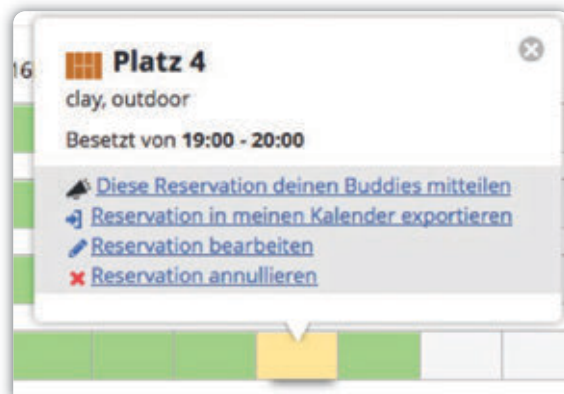 16
Platz 4
clay, outdoor
Besetzt von 19:00 - 20:00
Diese Reservation deinen Buddies mitteilen
Reservation in meinen Kalender exportieren
Reservation bearbeiten
Reservation annullieren